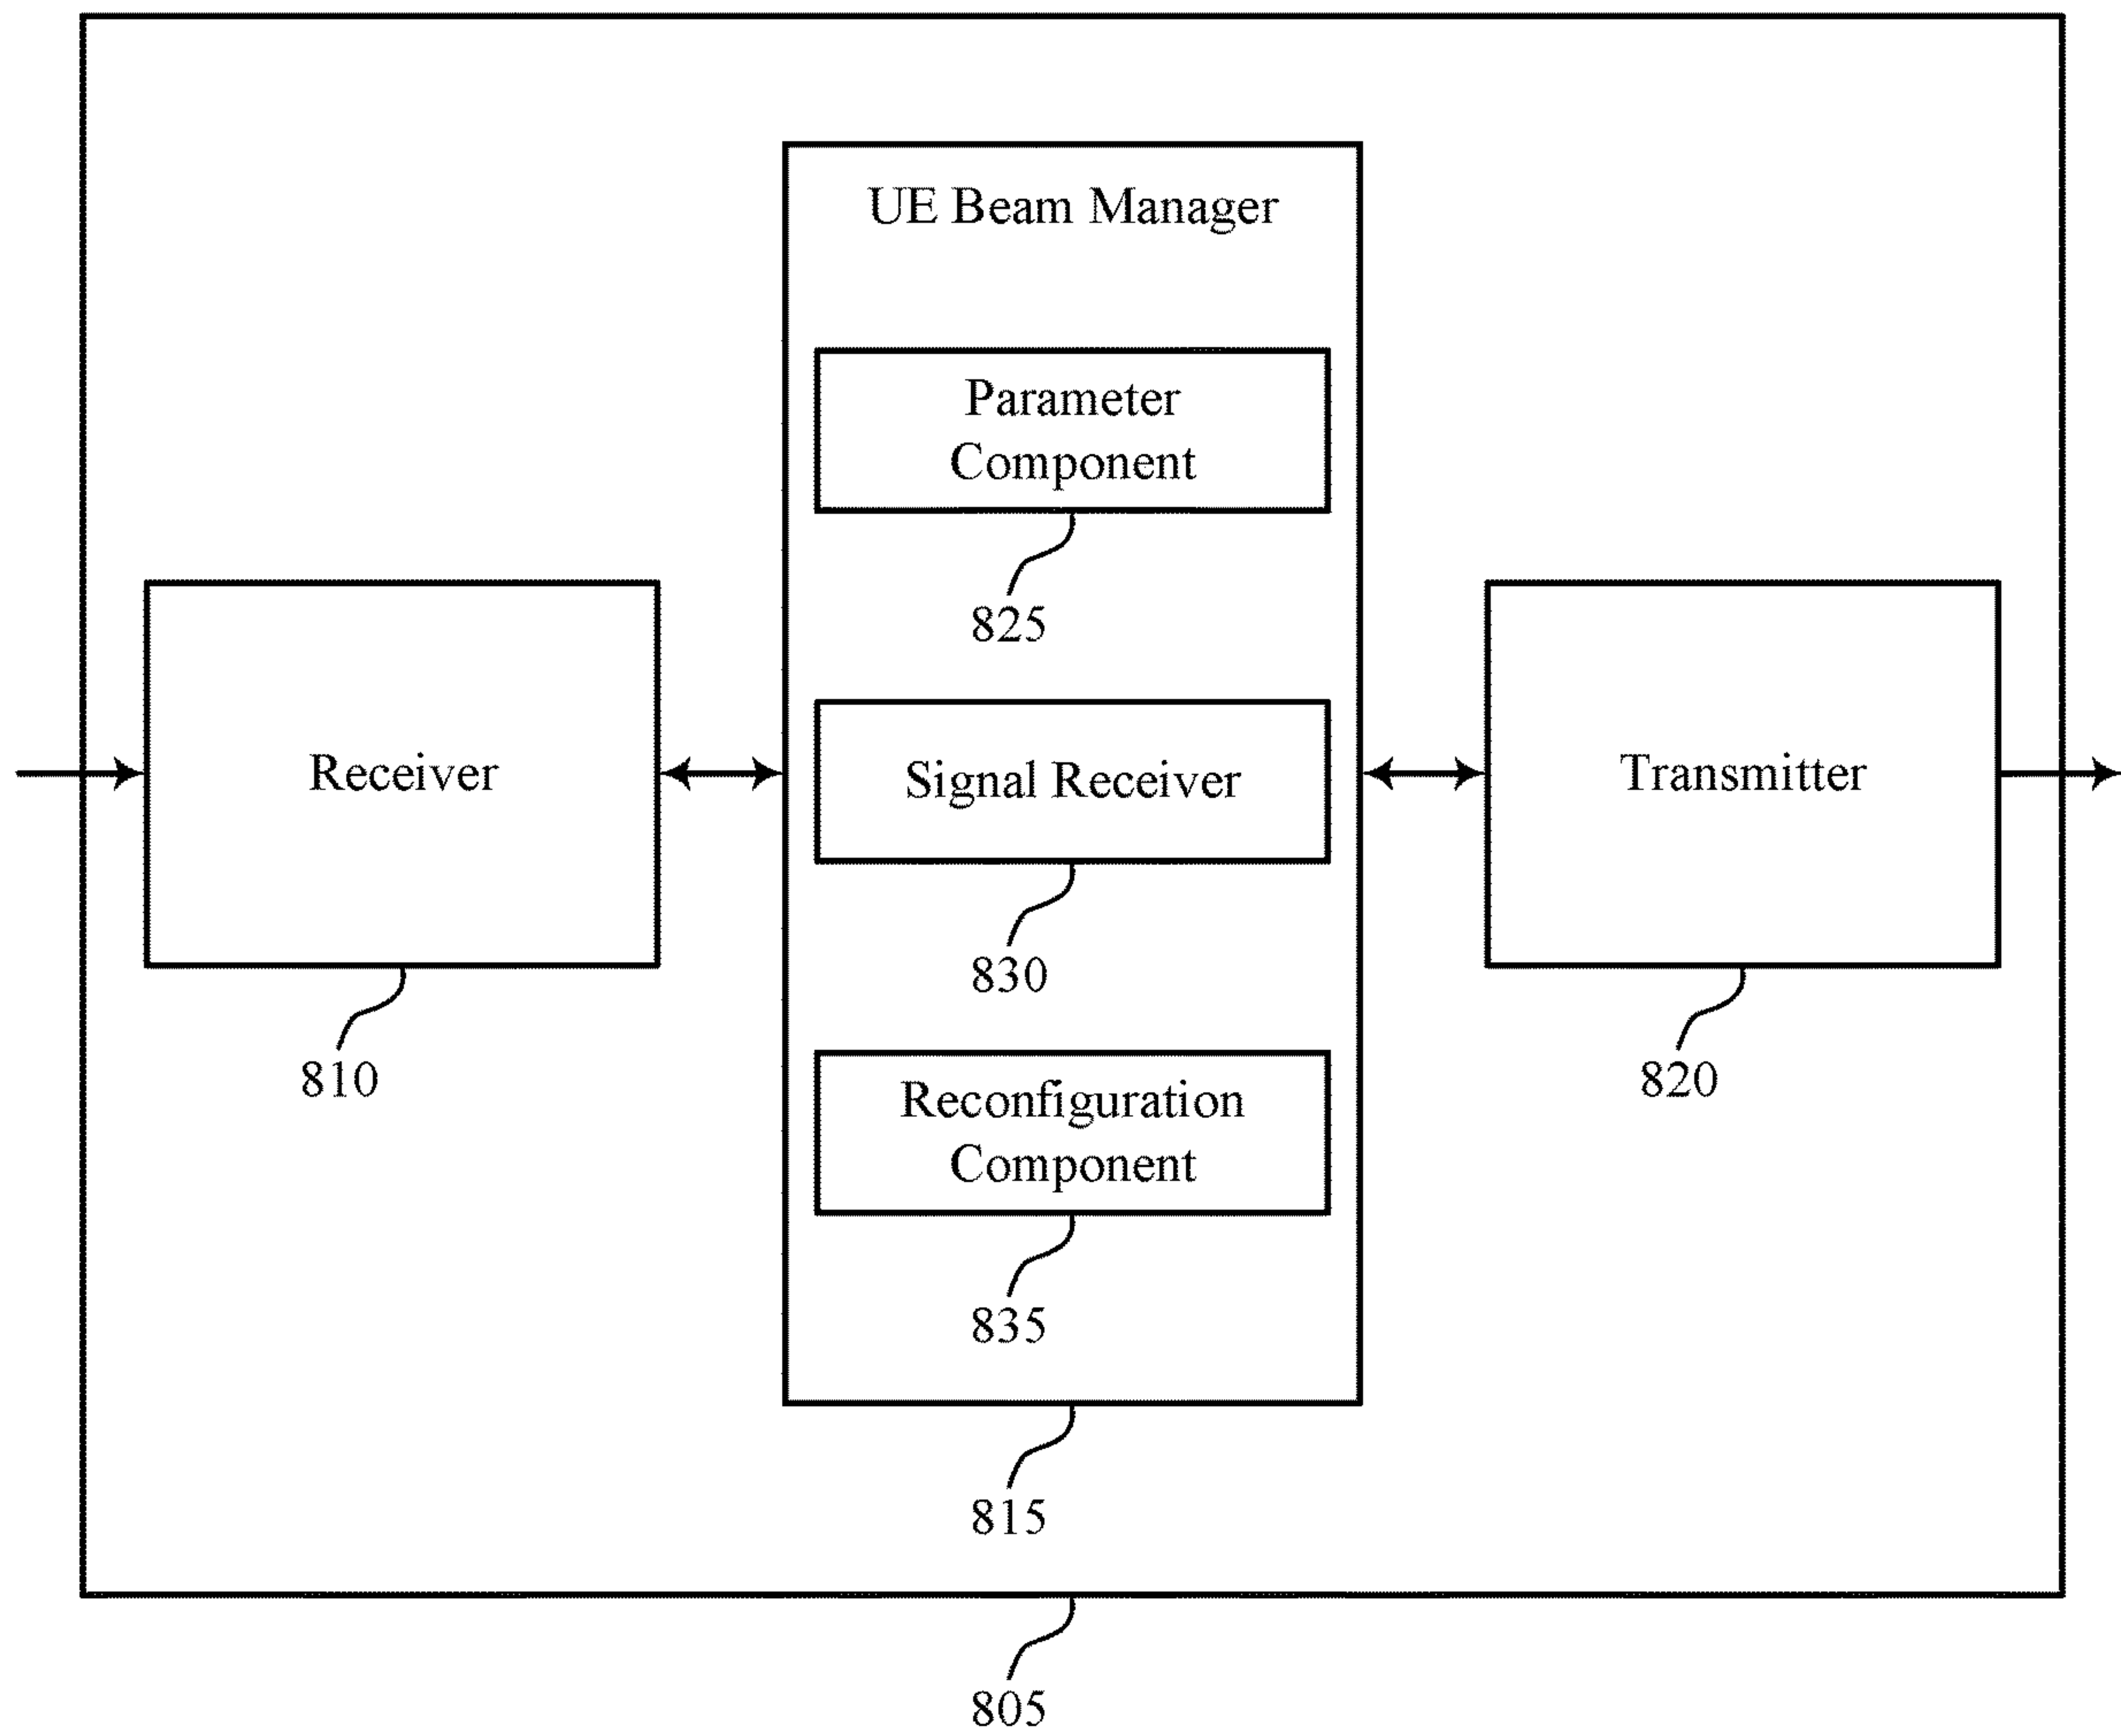 UE Beam Manager
Parameter
Component
825
Receiver
Signal Receiver
Transmitter
830
810
820
Reconfiguration
Component
835
815
805